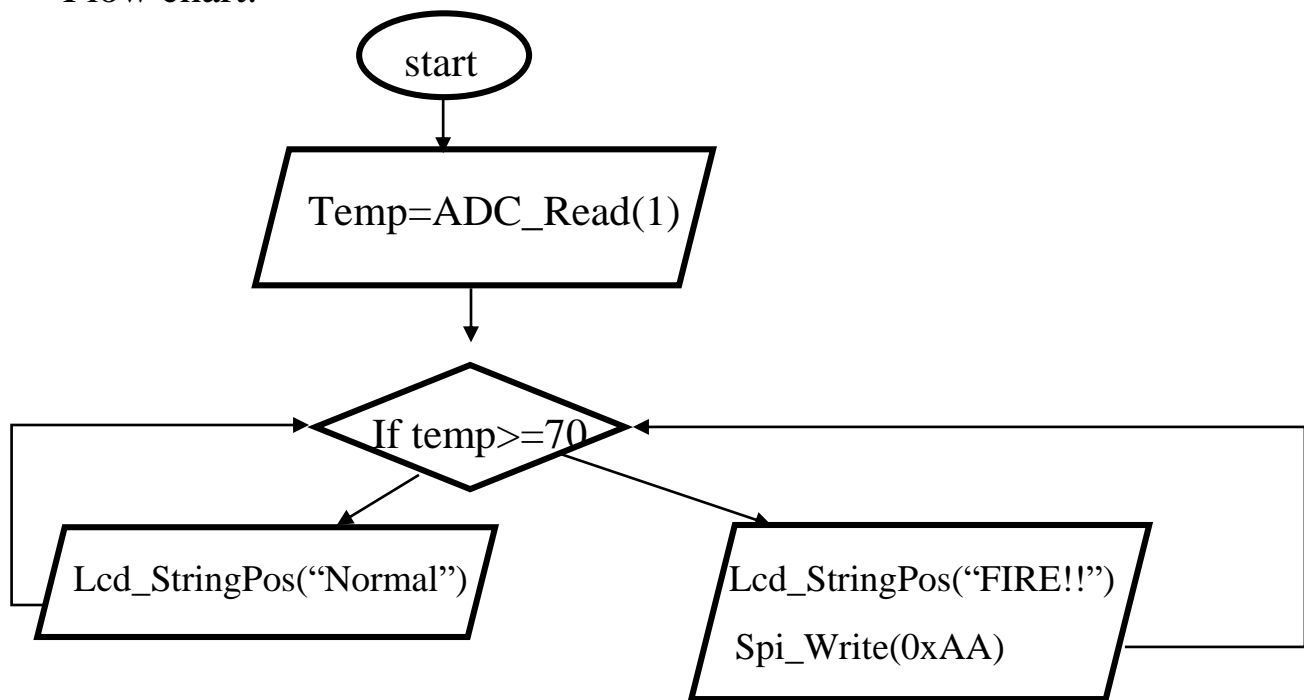 Flow chart:
start
Temp=ADC_Read(1)
If temp>=70
Lcd_StringPos(“Normal”)
Lcd_StringPos(“FIRE!!”)
Spi_Write(0xAA)